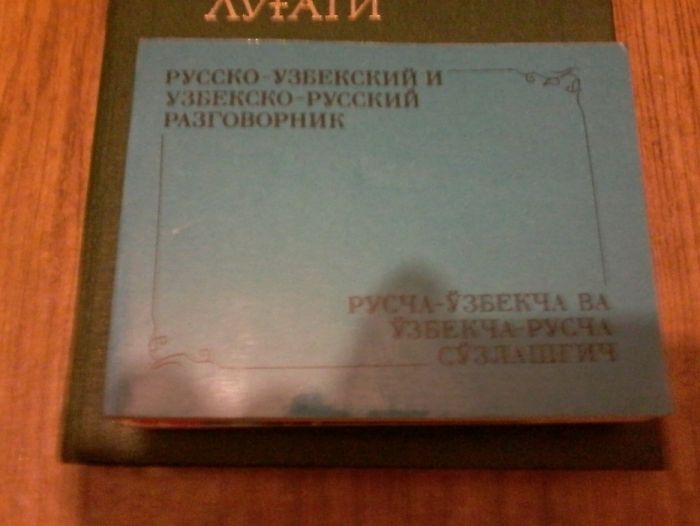 ЛУҒАТИ
РУССКО-УЗБЕКСКИЙ И
УЗБЕКСКО-РУССКИЙ
РАЗГОВОРНИК
РУСЧА-ЎЗБЕКЧА ВА
ЎЗБЕКЧА-РУСЧА
СЎЗЛАШГИЧ